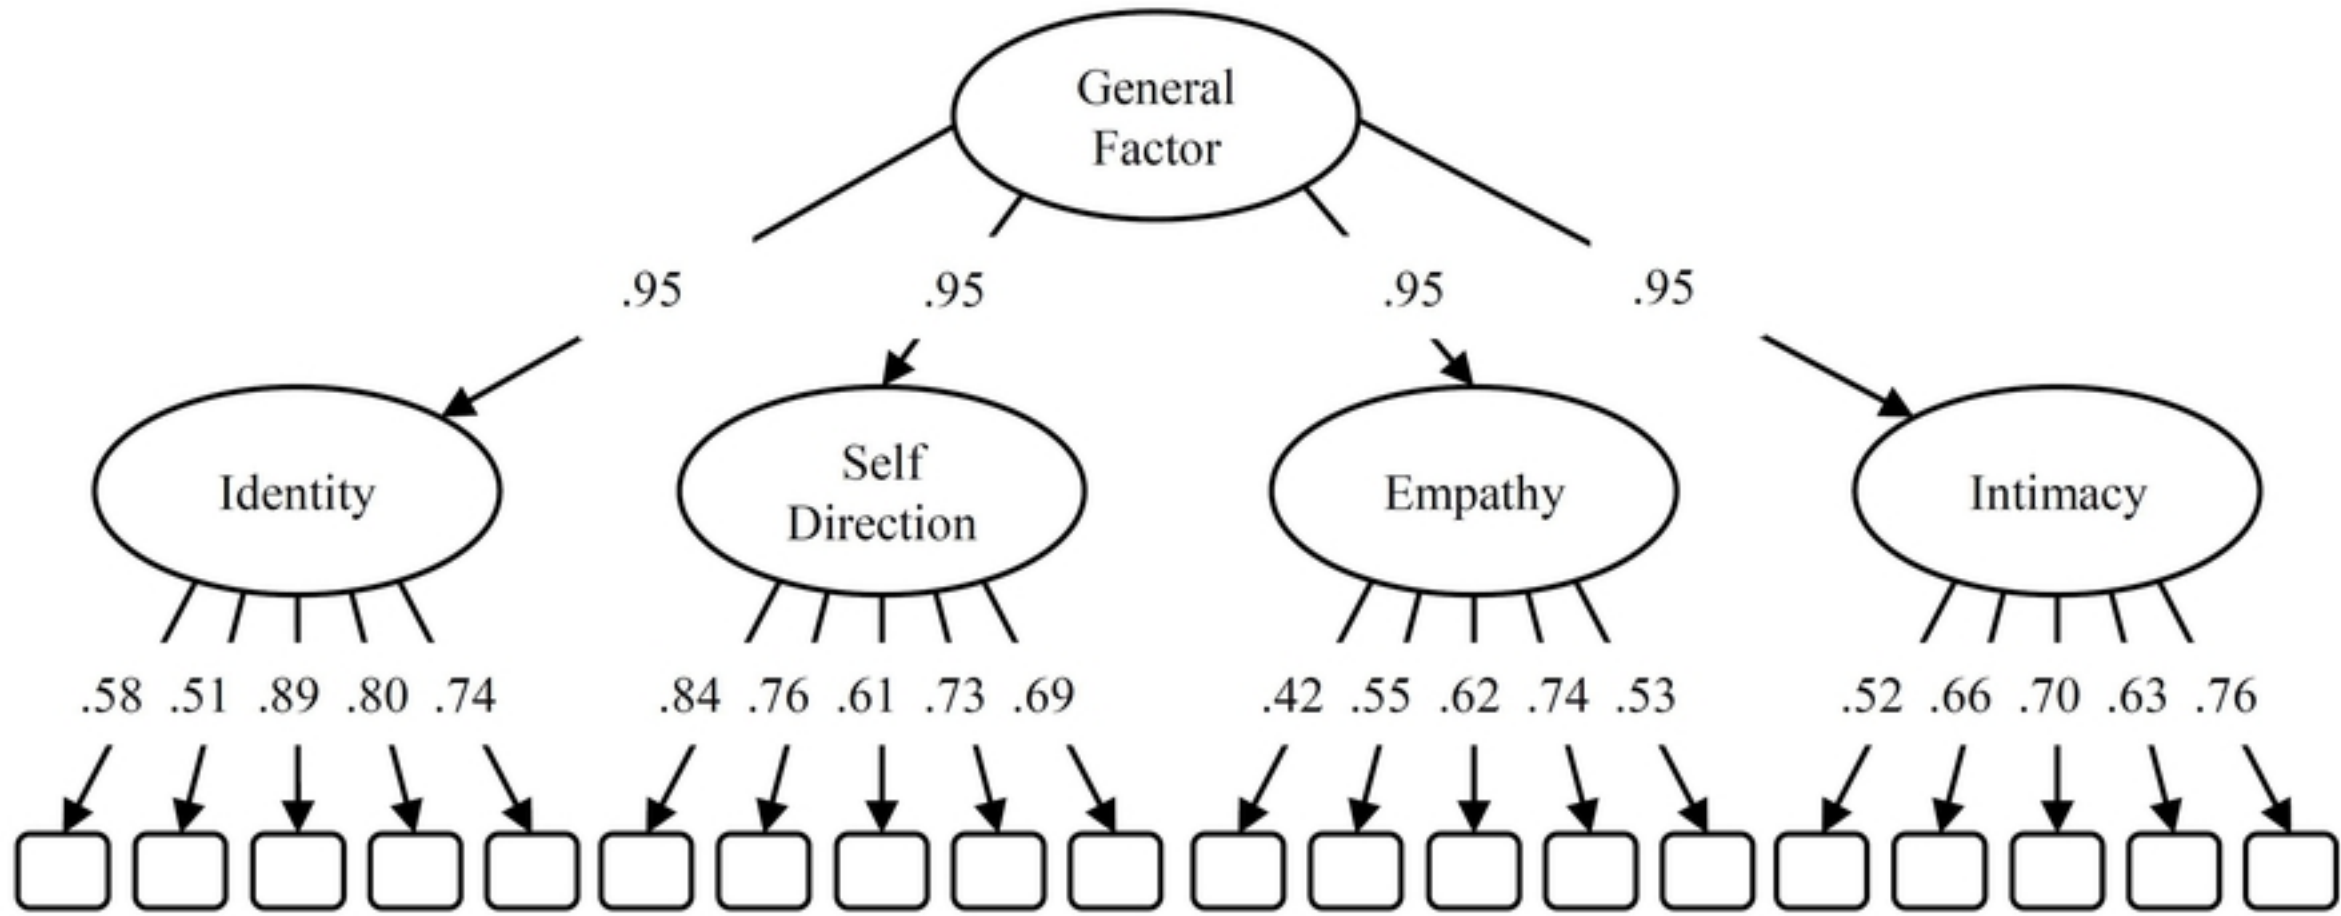 General
Factor
.95 .95 .95 .95
Identity
Self
Direction
Empathy
Intimacy
.58 .51 .89 .80 .74 .84 .76 .61 .73 .69 .42 .55 .62 .74 .53 .52 .66 .70 .63 .76